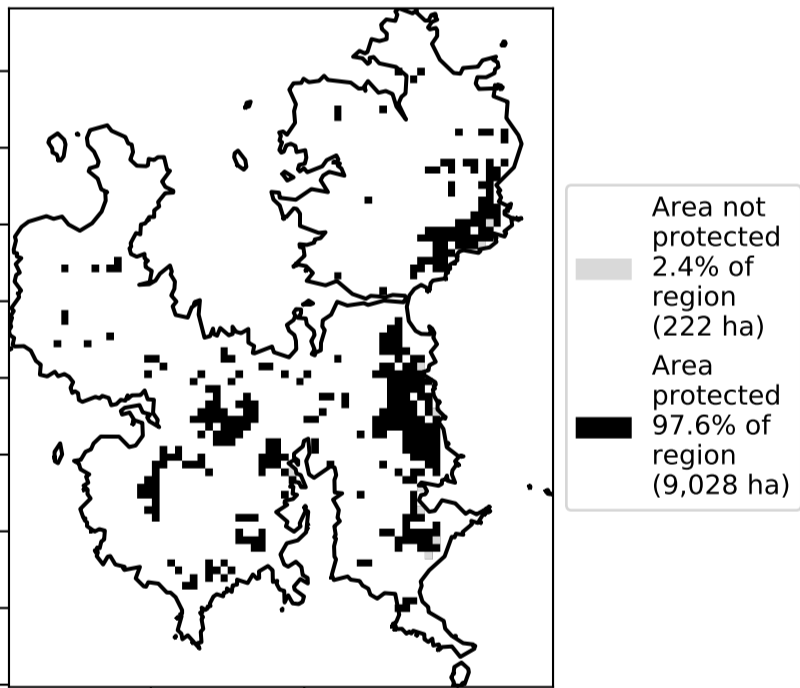 Area not
protected
2.4% of
region
(222 ha)
Area
protected
97.6% of
region
(9,028 ha)